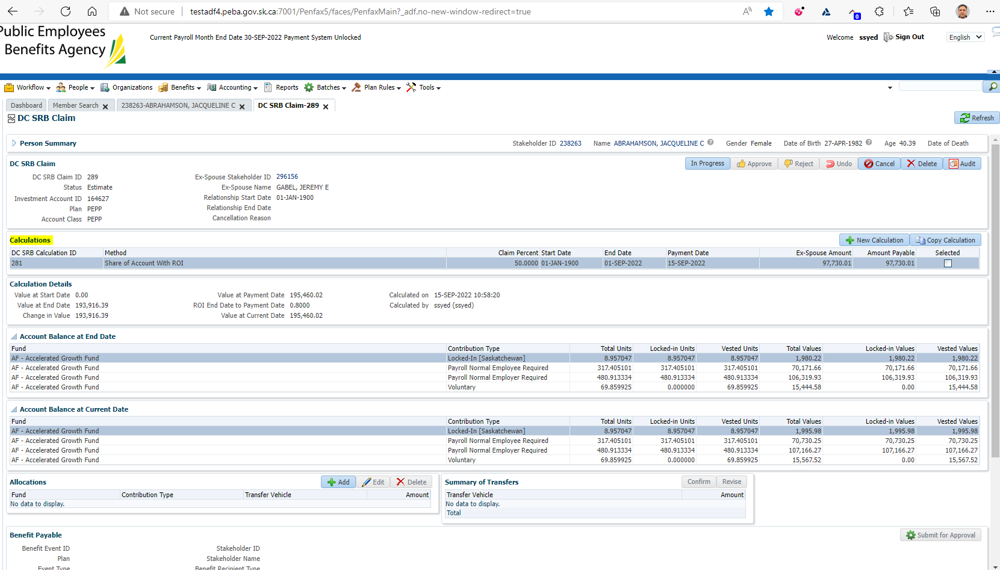 Not secure testadf4.peba.gov.sk.ca:7001/Penfax5/faces/PenfaxMain?_adf.no-new-window-redirect=true 0
Public Employees
Benefits Agency
Current Payroll Month End Date 30-SEP-2022 Payment System Unlocked
Welcome ssyed Sign Out English
Workflow People Organizations Benefits Accounting Reports Batches Plan Rules Tools
Dashboard Member Search 238263-ABRAHAMSON, JACQUELINE C DC SRB Claim-289
DC SRB Claim Refresh
Person Summary Stakeholder ID 238263 Name ABRAHAMSON, JACQUELINE C Gender Female Date of Birth 27-APR-1982 Age 40.39 Date of Death
DC SRB Claim In Progress Approve Reject Undo Cancel Delete Audit
DC SRB Claim ID 289 Ex-Spouse Stakeholder ID 296156
Status Estimate Ex-Spouse Name GABEL, JEREMY E
Investment Account ID 164627 Relationship Start Date 01-JAN-1900
Plan PEPP Relationship End Date
Account Class PEPP Cancellation Reason
Calculations New Calculation Copy Calculation
DC SRB Calculation ID Method Claim Percent Start Date End Date Payment Date Ex-Spouse Amount Amount Payable Selected
281 Share of Account With ROI 50.0000 01-JAN-1900 01-SEP-2022 15-SEP-2022 97,730.01 97,730.01
Calculation Details
Value at Start Date 0.00 Value at Payment Date 195,460.02 Calculated on 15-SEP-2022 10:58:20
Value at End Date 193,916.39 ROI End Date to Payment Date 0.8000 Calculated by ssyed (ssyed)
Change in Value 193,916.39 Value at Current Date 195,460.02
Account Balance at End Date
Fund Contribution Type Total Units Locked-in Units Vested Units Total Values Locked-in Values Vested Values
AF - Accelerated Growth Fund Locked-In [Saskatchewan] 8.957047 8.957047 8.957047 1,980.22 1,980.22 1,980.22
AF - Accelerated Growth Fund Payroll Normal Employee Required 317.405101 317.405101 317.405101 70,171.66 70,171.66 70,171.66
AF - Accelerated Growth Fund Payroll Normal Employer Required 480.913334 480.913334 480.913334 106,319.93 106,319.93 106,319.93
AF - Accelerated Growth Fund Voluntary 69.859925 0.000000 69.859925 15,444.58 0.00 15,444.58
Account Balance at Current Date
Fund Contribution Type Total Units Locked-in Units Vested Units Total Values Locked-in Values Vested Values
AF - Accelerated Growth Fund Locked-In [Saskatchewan] 8.957047 8.957047 8.957047 1,995.98 1,995.98 1,995.98
AF - Accelerated Growth Fund Payroll Normal Employee Required 317.405101 317.405101 317.405101 70,730.25 70,730.25 70,730.25
AF - Accelerated Growth Fund Payroll Normal Employer Required 480.913334 480.913334 480.913334 107,166.27 107,166.27 107,166.27
AF - Accelerated Growth Fund Voluntary 69.859925 0.000000 69.859925 15,567.52 0.00 15,567.52
Allocations Add Edit Delete Summary of Transfers Confirm Revise
Fund Contribution Type Transfer Vehicle Amount Transfer Vehicle Amount
No data to display. No data to display.
Total
Benefit Payable Submit for Approval
Benefit Event ID Stakeholder ID
Plan Stakeholder Name
Event Type Benefit Recipient Type